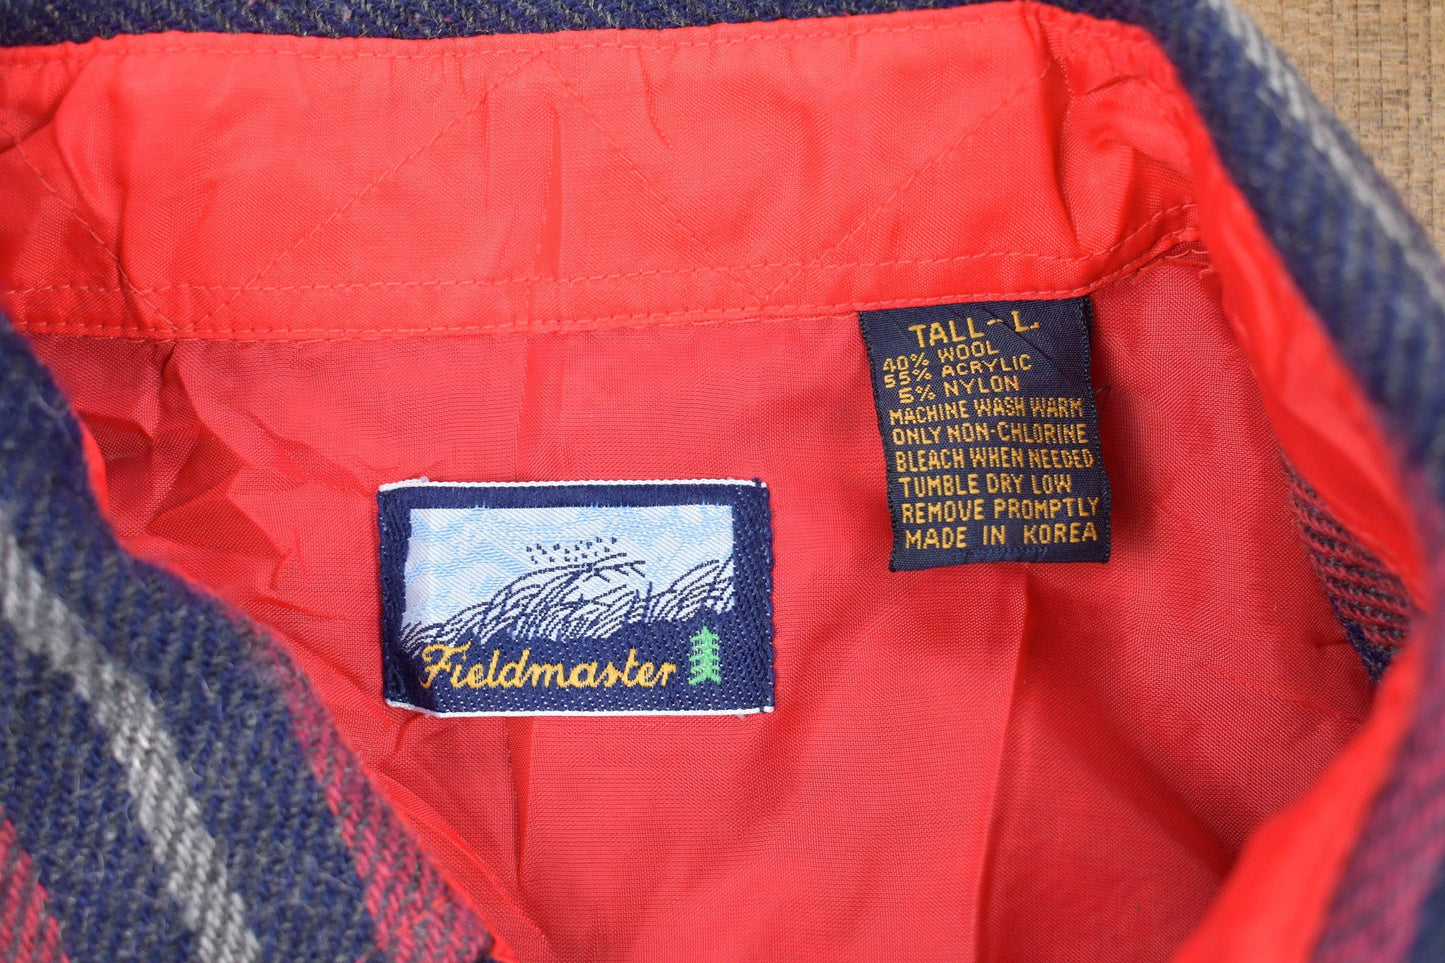 TALL-L
40% WOOL
55% ACRYLIC
5% NYLON
MACHINE WASH WARM
ONLY NON-CHLORINE
BLEACH WHEN NEEDED
TUMBLE DRY LOW
REMOVE PROMPTLY
MADE IN KOREA
Fieldmaster